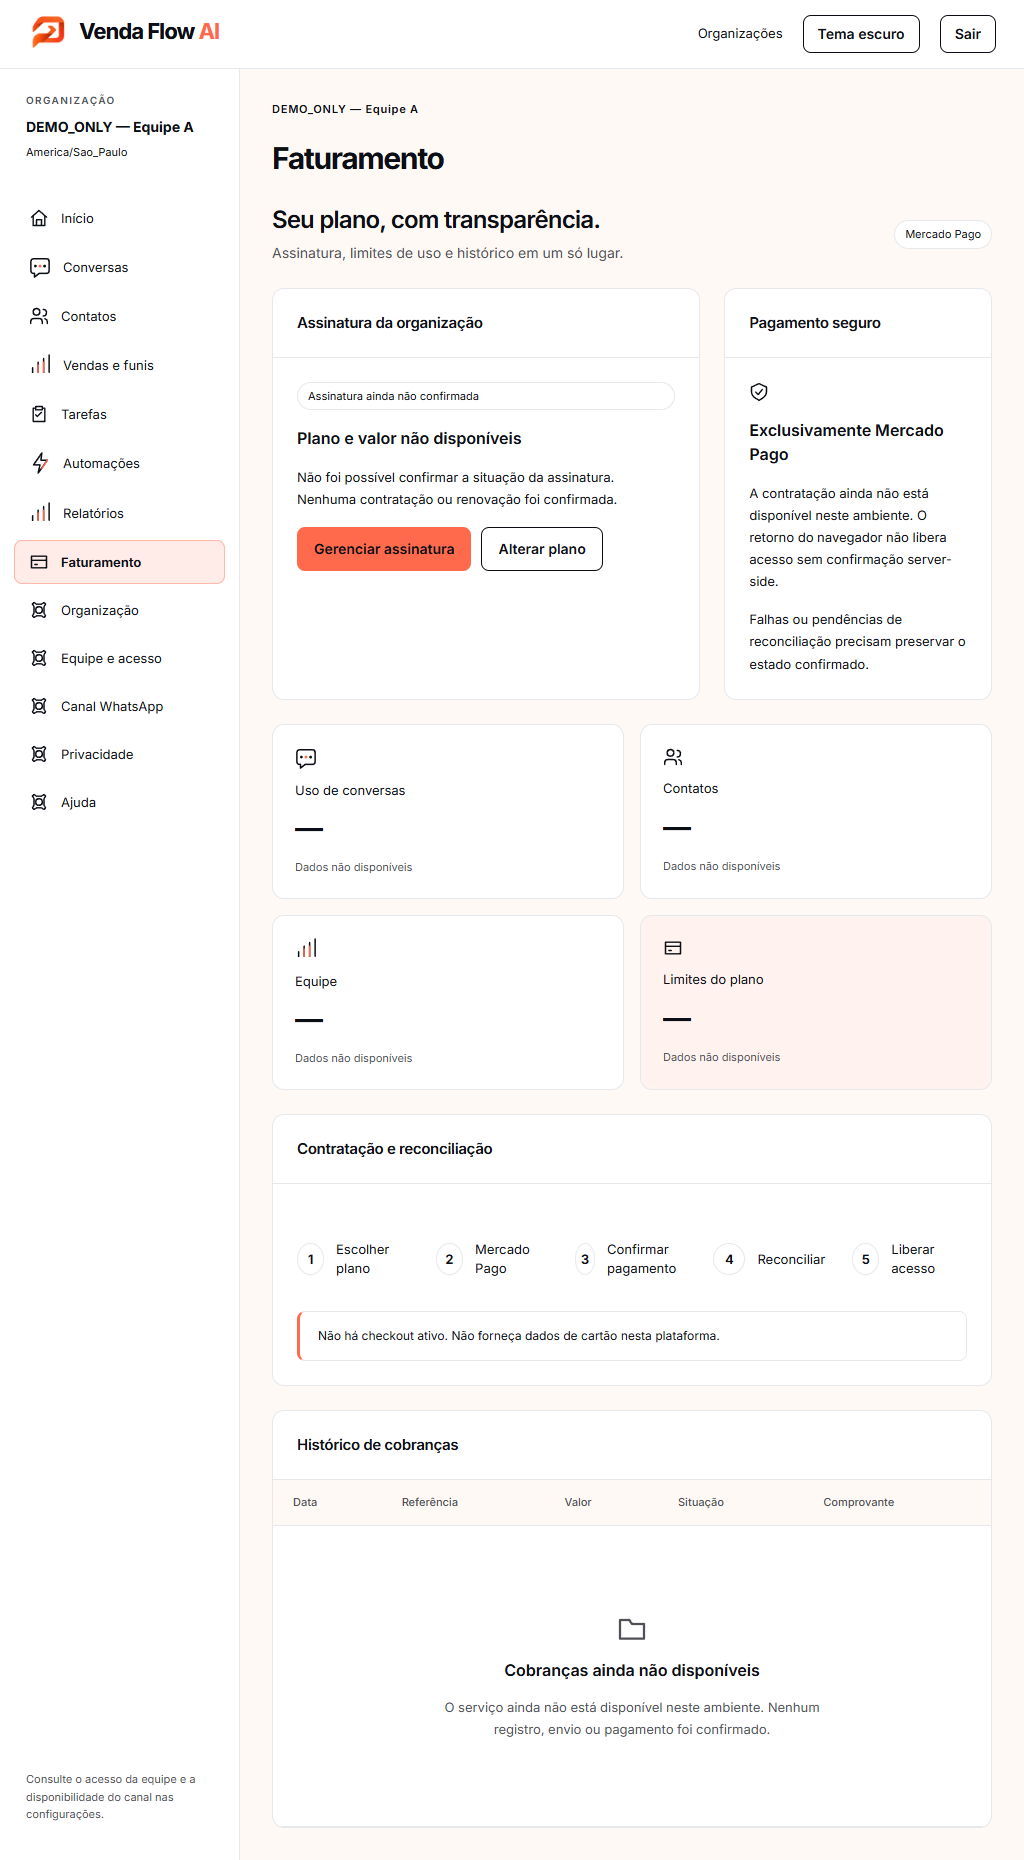 Venda Flow AI
Organizações
Tema escuro
Sair
ORGANIZAÇÃO
DEMO_ONLY — Equipe A
America/Sao_Paulo
Início
Conversas
Contatos
Vendas e funis
Tarefas
Automações
Relatórios
Faturamento
Organização
Equipe e acesso
Canal WhatsApp
Privacidade
Ajuda
Consulte o acesso da equipe e a
disponibilidade do canal nas
configurações.
DEMO_ONLY — Equipe A
Faturamento
Seu plano, com transparência.
Assinatura, limites de uso e histórico em um só lugar.
Mercado Pago
Assinatura da organização
Assinatura ainda não confirmada
Plano e valor não disponíveis
Não foi possível confirmar a situação da assinatura.
Nenhuma contratação ou renovação foi confirmada.
Gerenciar assinatura
Alterar plano
Pagamento seguro
Exclusivamente Mercado
Pago
A contratação ainda não está
disponível neste ambiente. O
retorno do navegador não libera
acesso sem confirmação server-
side.
Falhas ou pendências de
reconciliação precisam preservar o
estado confirmado.
Uso de conversas
—
Dados não disponíveis
Contatos
—
Dados não disponíveis
Equipe
—
Dados não disponíveis
Limites do plano
—
Dados não disponíveis
Contratação e reconciliação
1 Escolher
plano
2 Mercado
Pago
3 Confirmar
pagamento
4 Reconciliar
5 Liberar
acesso
Não há checkout ativo. Não forneça dados de cartão nesta plataforma.
Histórico de cobranças
Data Referência Valor Situação Comprovante
Cobranças ainda não disponíveis
O serviço ainda não está disponível neste ambiente. Nenhum
registro, envio ou pagamento foi confirmado.